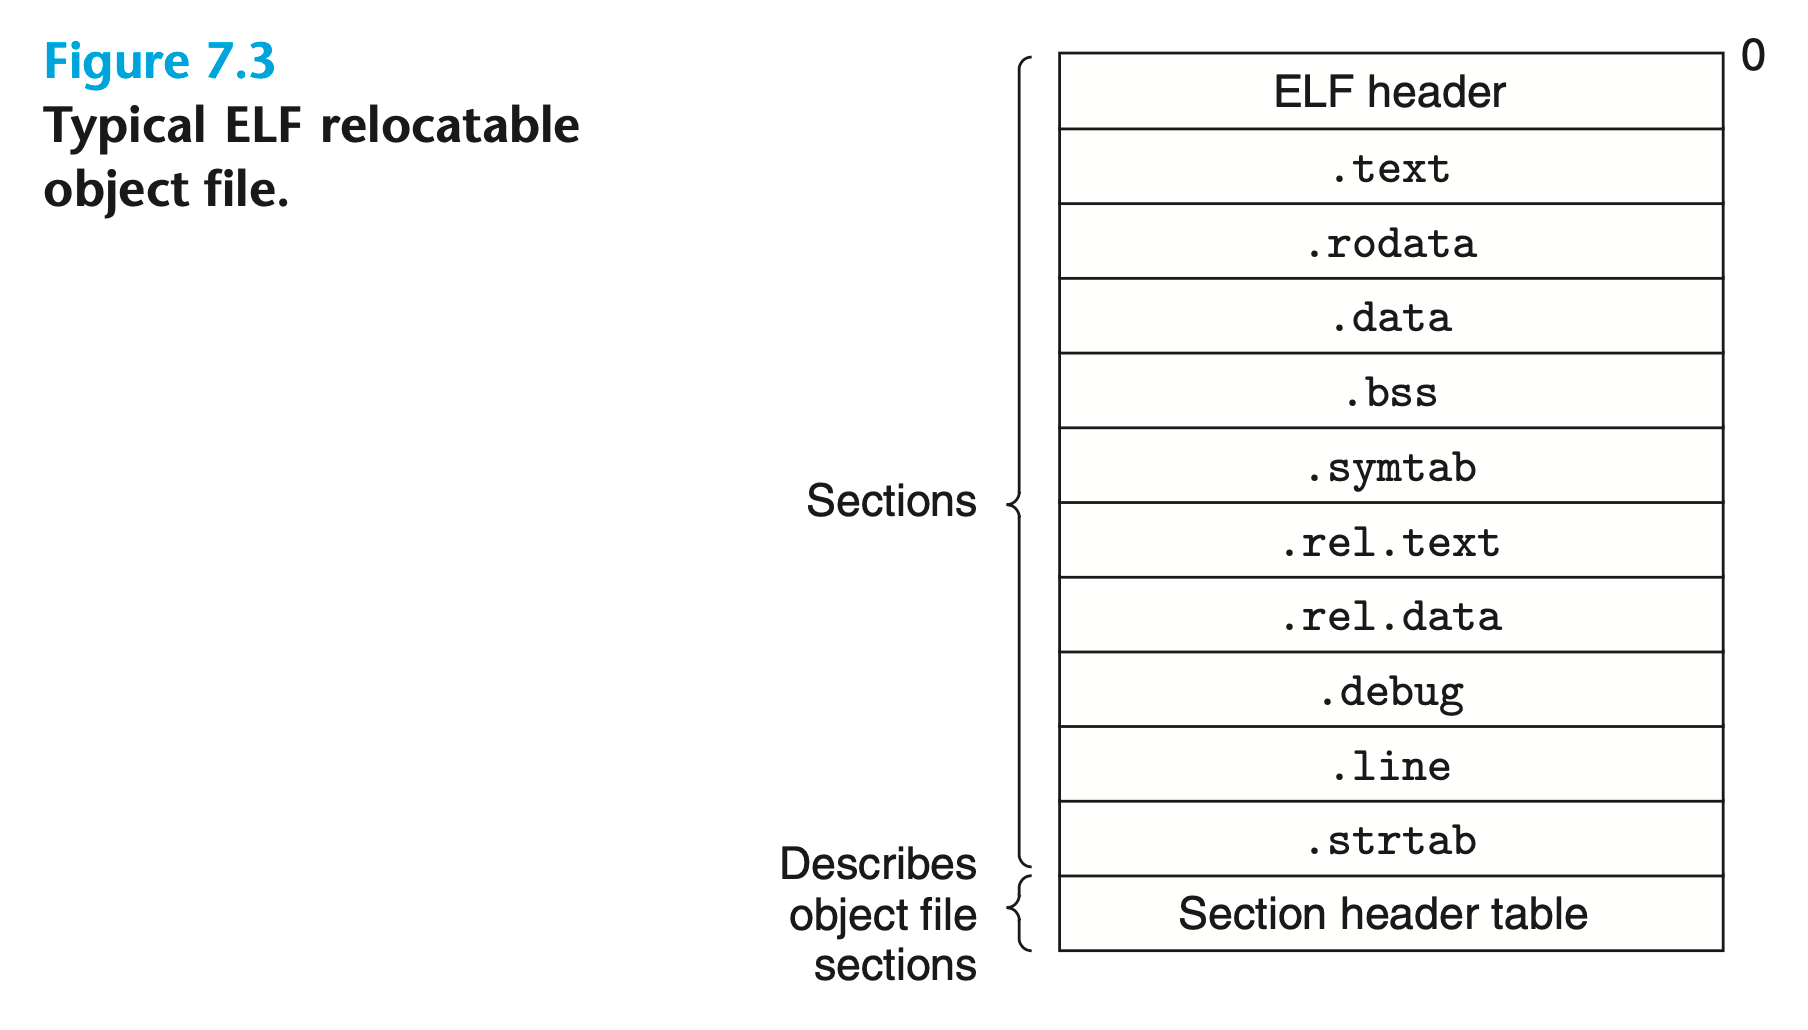 Figure 7.3
Typical ELF relocatable
object file.
0
ELF header
.text
.rodata
.data
.bss
.symtab
.rel.text
.rel.data
.debug
.line
.strtab
Section header table
Sections
Describes
object file
sections